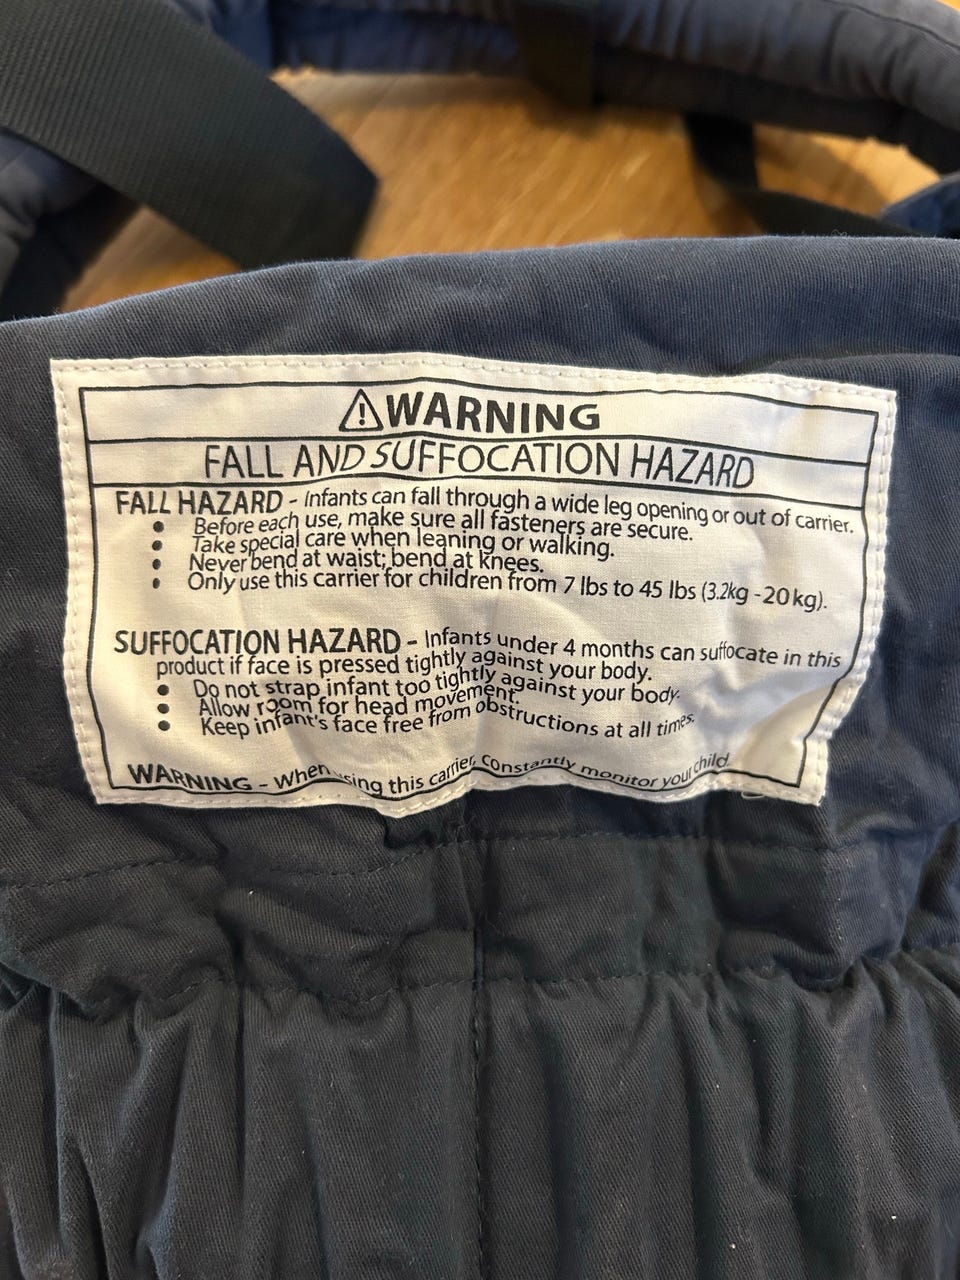 WARNING
FALL AND SUFFOCATION HAZARD
FALL HAZARD - Infants can fall through a wide leg opening or out of carrier.
• Before each use, make sure all fasteners are secure.
• Take special care when leaning or walking.
• Never bend at waist; bend at knees.
• Only use this carrier for children from 7 lbs to 45 lbs (3.2kg - 20 kg).
SUFFOCATION HAZARD - Infants under 4 months can suffocate in this
product if face is pressed tightly against your body.
• Do not strap infant too tightly against your body.
• Allow room for head movement.
• Keep infant's face free from obstructions at all times.
WARNING - When using this carrier, constantly monitor your child.